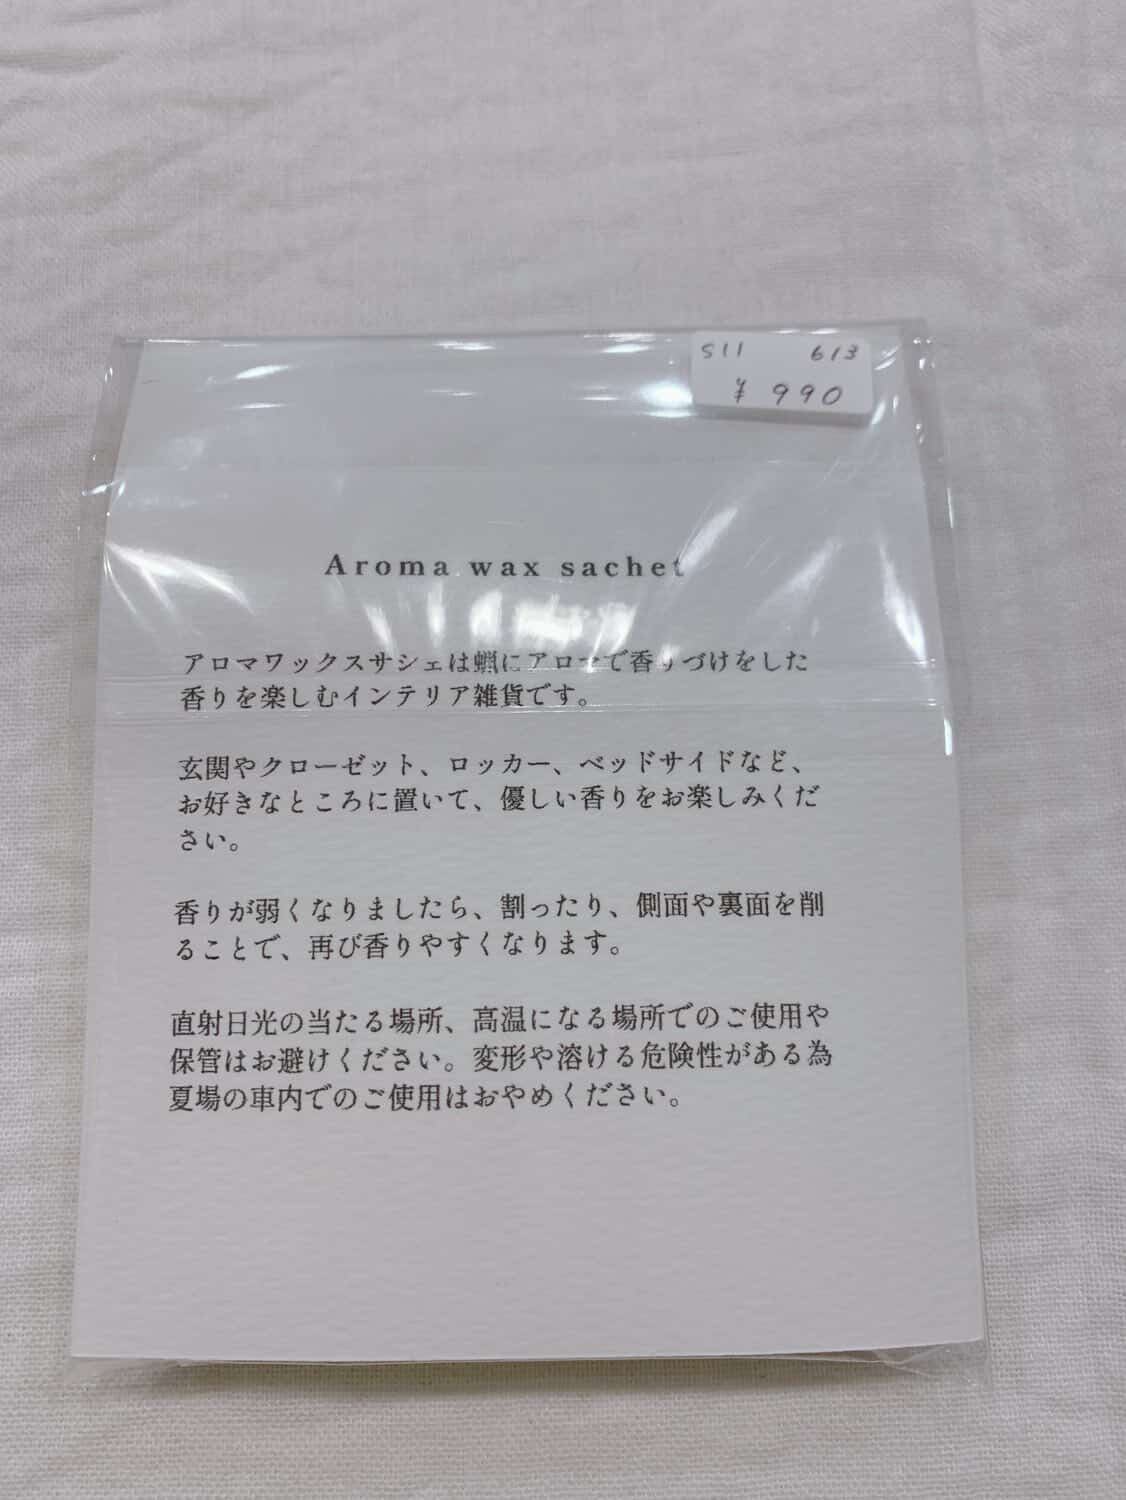 S11 613
¥ 990
Aroma wax sachet
アロマワックスサシェは蝋にアロマで香りづけをした
香りを楽しむインテリア雑貨です。
玄関やクローゼット、ロッカー、ベッドサイドなど、
お好きなところに置いて、優しい香りをお楽しみくだ
さい。
香りが弱くなりましたら、割ったり、側面や裏面を削
ることで、再び香りやすくなります。
直射日光の当たる場所、高温になる場所でのご使用や
保管はお避けください。変形や溶ける危険性がある為
夏場の車内でのご使用はおやめください。